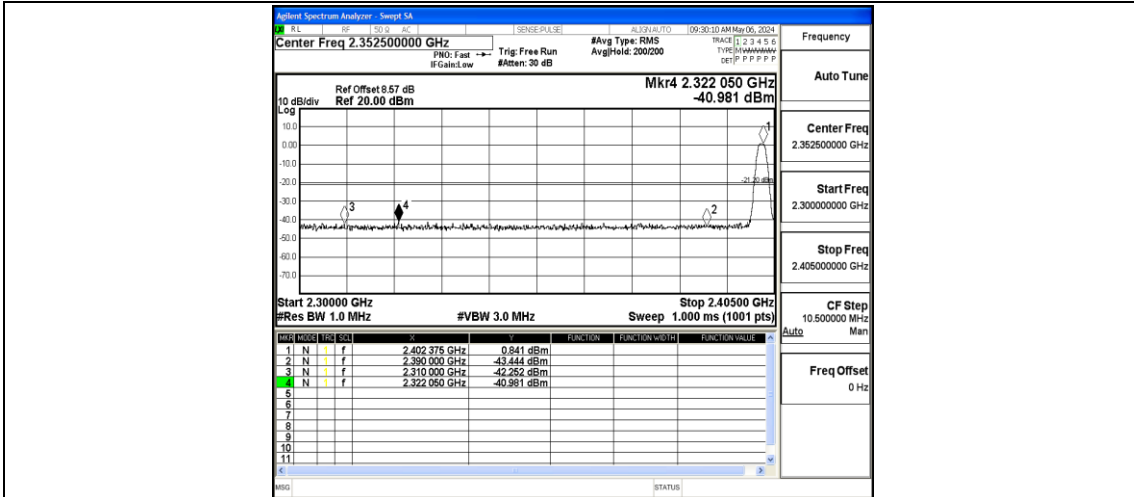 Agilent Spectrum Analyzer - Swept SA
RL RF 50 Ω AC SENSE:PULSE ALIGN AUTO 09:30:10 AM May 06, 2024
Center Freq 2.352500000 GHz
PNO: Fast
IFGain:Low
Trig: Free Run
#Atten: 30 dB
#Avg Type: RMS
Avg|Hold: 200/200
TRACE 1 2 3 4 5 6
TYPE M
DET P P P P P P
Frequency
Auto Tune
Center Freq
2.352500000 GHz
Start Freq
2.300000000 GHz
Stop Freq
2.405000000 GHz
CF Step
10.500000 MHz
Auto Man
Freq Offset
0 Hz
Mkr4 2.322 050 GHz
-40.981 dBm
Ref Offset 8.57 dB
10 dB/div Ref 20.00 dBm
Log
10.0
0.00
-10.0
-20.0
-30.0
-40.0
-50.0
-60.0
-70.0
1
-21.20 dBm
3
4
2
Start 2.30000 GHz Stop 2.40500 GHz
#Res BW 1.0 MHz #VBW 3.0 MHz Sweep 1.000 ms (1001 pts)
MKR MODE TRC SCL X Y FUNCTION FUNCTION WIDTH FUNCTION VALUE
1 N 1 f 2.402 375 GHz 0.841 dBm
2 N 1 f 2.390 000 GHz -43.444 dBm
3 N 1 f 2.310 000 GHz -42.252 dBm
4 N 1 f 2.322 050 GHz -40.981 dBm
5
6
7
8
9
10
11
MSG STATUS